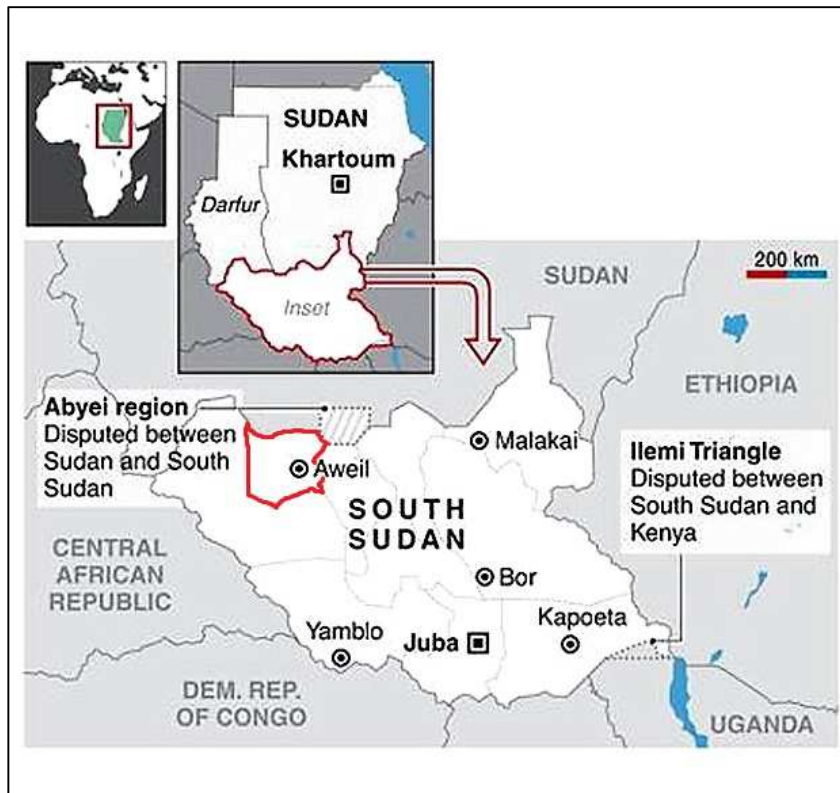 SUDAN
Khartoum
Darfur
Inset
200 km
SUDAN
ETHIOPIA
Abyei region
Disputed between
Sudan and South
Sudan
Malakai
Ilemi Triangle
Disputed between
South Sudan and
Kenya
Aweil
SOUTH
SUDAN
CENTRAL
AFRICAN
REPUBLIC
Bor
Yamblo
Juba
Kapoeta
DEM. REP.
OF CONGO
UGANDA